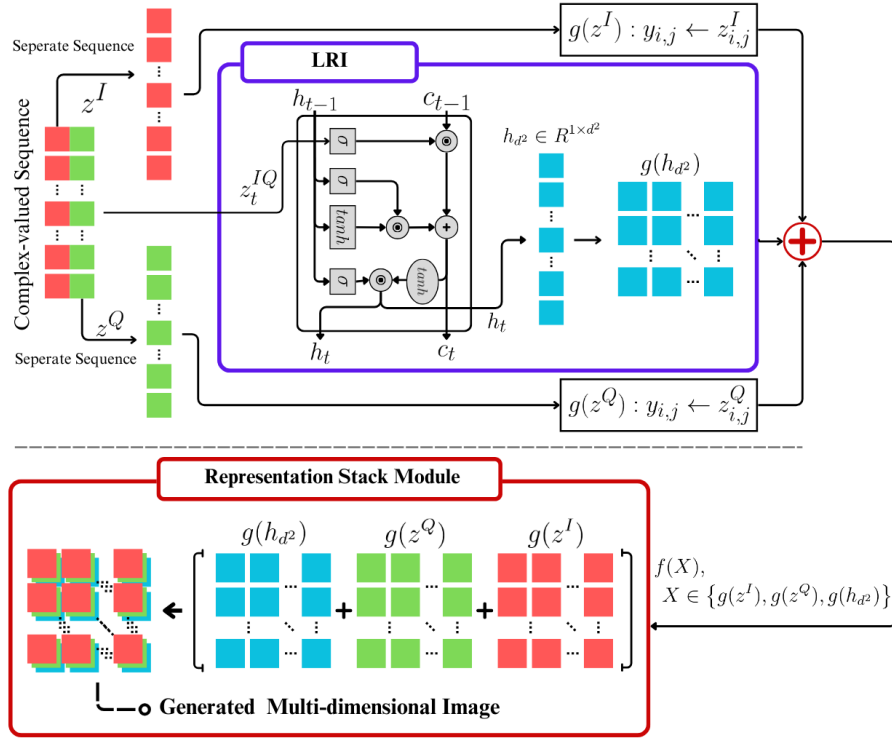 Seperate Sequence
z^I
Complex-valued Sequence
z^Q
Seperate Sequence
g(z^I) : y_{i,j} ← z^I_{i,j}
LRI
h_{t−1}
c_{t−1}
σ
z_t^{IQ}
σ
tanh
+
σ
tanh
h_t
h_t
c_t
h_{d^2} ∈ R^{1×d^2}
g(h_{d^2})
g(z^Q) : y_{i,j} ← z^Q_{i,j}
+
Representation Stack Module
g(h_{d^2})
g(z^Q)
g(z^I)
+
+
f(X),
X ∈ {g(z^I), g(z^Q), g(h_{d^2})}
Generated Multi-dimensional Image